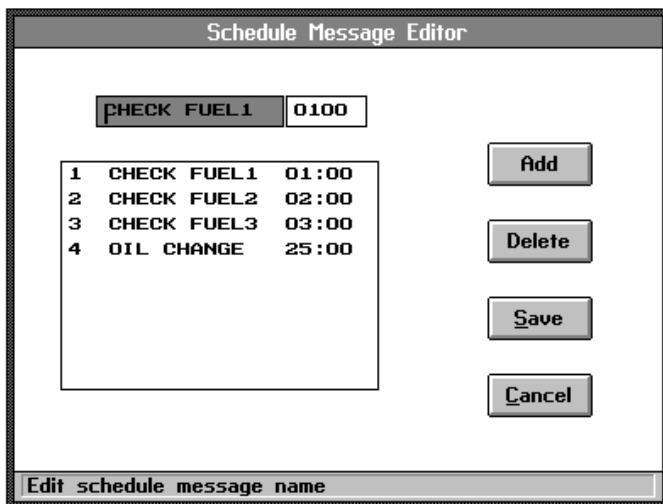 Schedule Message Editor
CHECK FUEL1 0100
1 CHECK FUEL1 01:00
2 CHECK FUEL2 02:00
3 CHECK FUEL3 03:00
4 OIL CHANGE 25:00
Add
Delete
Save
Cancel
Edit schedule message name